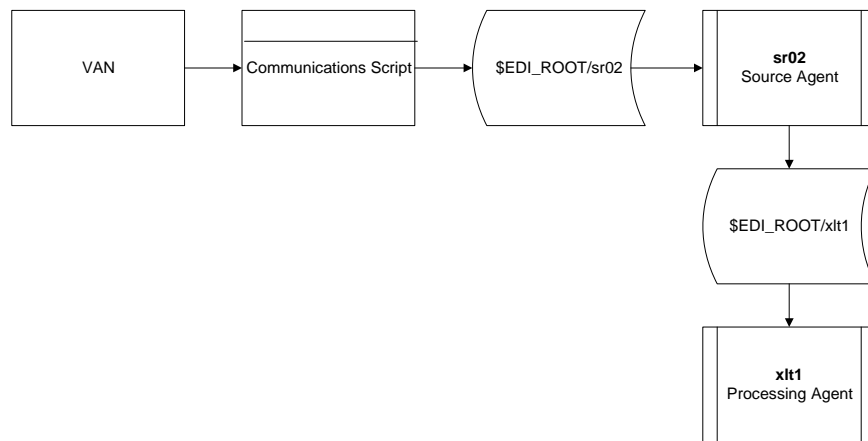 VAN
Communications Script
$EDI_ROOT/sr02
sr02
Source Agent
$EDI_ROOT/xlt1
xlt1
Processing Agent